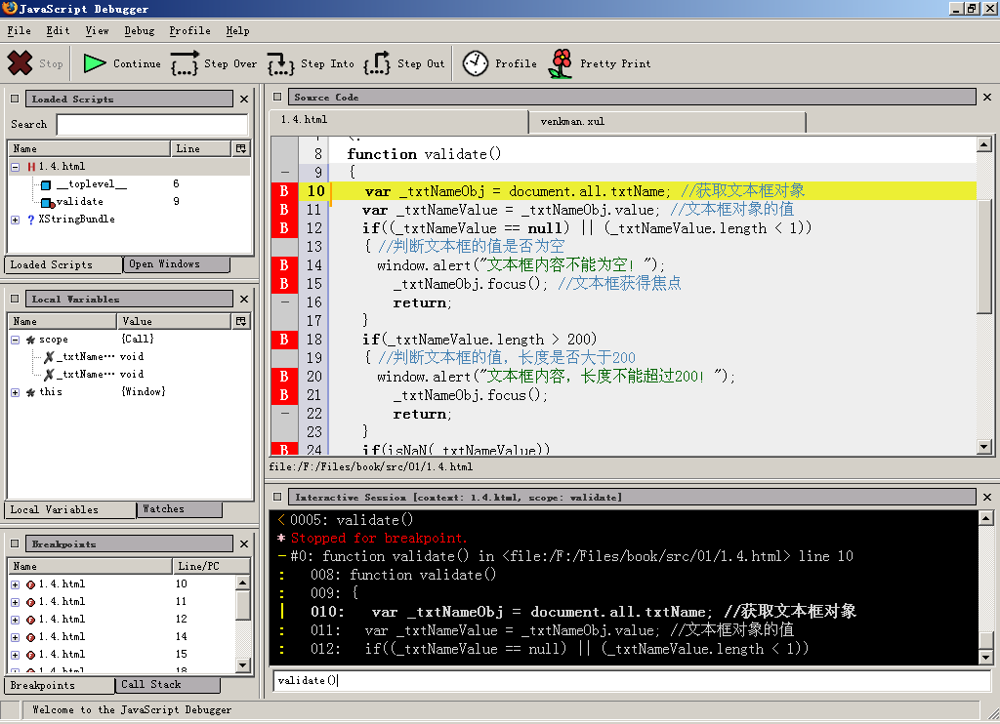 JavaScript Debugger
File Edit View Debug Profile Help
Stop Continue Step Over Step Into Step Out Profile Pretty Print
Loaded Scripts
Search
Name Line
1.4.html
__toplevel__ 6
validate 9
XStringBundle
Loaded Scripts Open Windows
Local Variables
Name Value
scope {Call}
_txtName··· void
_txtName··· void
this {Window}
Local Variables Watches
Breakpoints
Name Line/PC
1.4.html 10
1.4.html 11
1.4.html 12
1.4.html 14
1.4.html 15
1.4.html 18
Breakpoints Call Stack
Source Code
1.4.html venkman.xul
8 function validate()
– 9 {
B 10 var _txtNameObj = document.all.txtName; //获取文本框对象
B 11 var _txtNameValue = _txtNameObj.value; //文本框对象的值
B 12 if((_txtNameValue == null) || (_txtNameValue.length < 1))
13 { //判断文本框的值是否为空
B 14 window.alert("文本框内容不能为空! ");
B 15 _txtNameObj.focus(); //文本框获得焦点
– 16 return;
17 }
B 18 if(_txtNameValue.length > 200)
19 { //判断文本框的值，长度是否大于200
B 20 window.alert("文本框内容，长度不能超过200! ");
B 21 _txtNameObj.focus();
– 22 return;
23 }
B 24 if(isNaN(_txtNameValue))
file:/F:/Files/book/src/01/1.4.html
Interactive Session [context: 1.4.html, scope: validate]
< 0005: validate()
* Stopped for breakpoint.
–#0: function validate() in <file:/F:/Files/book/src/01/1.4.html> line 10
: 008: function validate()
: 009: {
| 010: var _txtNameObj = document.all.txtName; //获取文本框对象
: 011: var _txtNameValue = _txtNameObj.value; //文本框对象的值
: 012: if((_txtNameValue == null) || (_txtNameValue.length < 1))
validate()
Welcome to the JavaScript Debugger